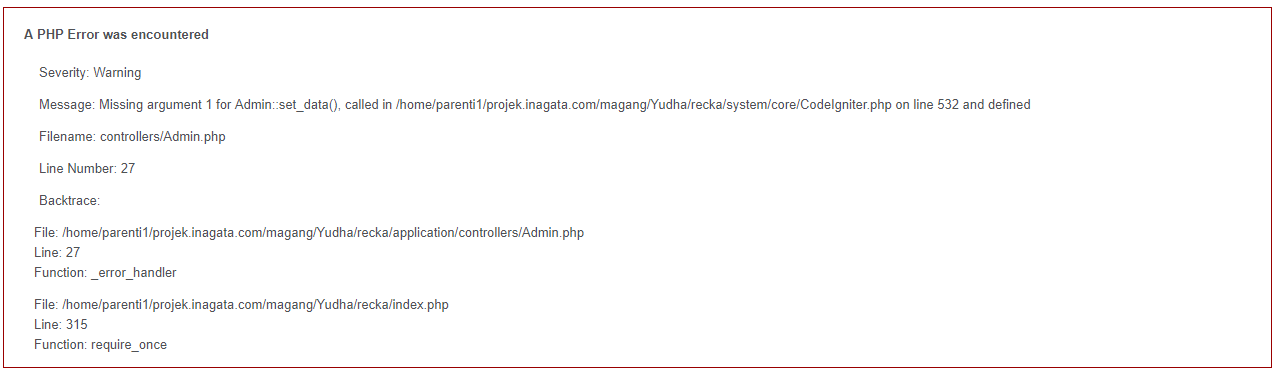 A PHP Error was encountered
Severity: Warning
Message: Missing argument 1 for Admin::set_data(), called in /home/parenti1/projek.inagata.com/magang/Yudha/recka/system/core/CodeIgniter.php on line 532 and defined
Filename: controllers/Admin.php
Line Number: 27
Backtrace:
File: /home/parenti1/projek.inagata.com/magang/Yudha/recka/application/controllers/Admin.php
Line: 27
Function: _error_handler
File: /home/parenti1/projek.inagata.com/magang/Yudha/recka/index.php
Line: 315
Function: require_once